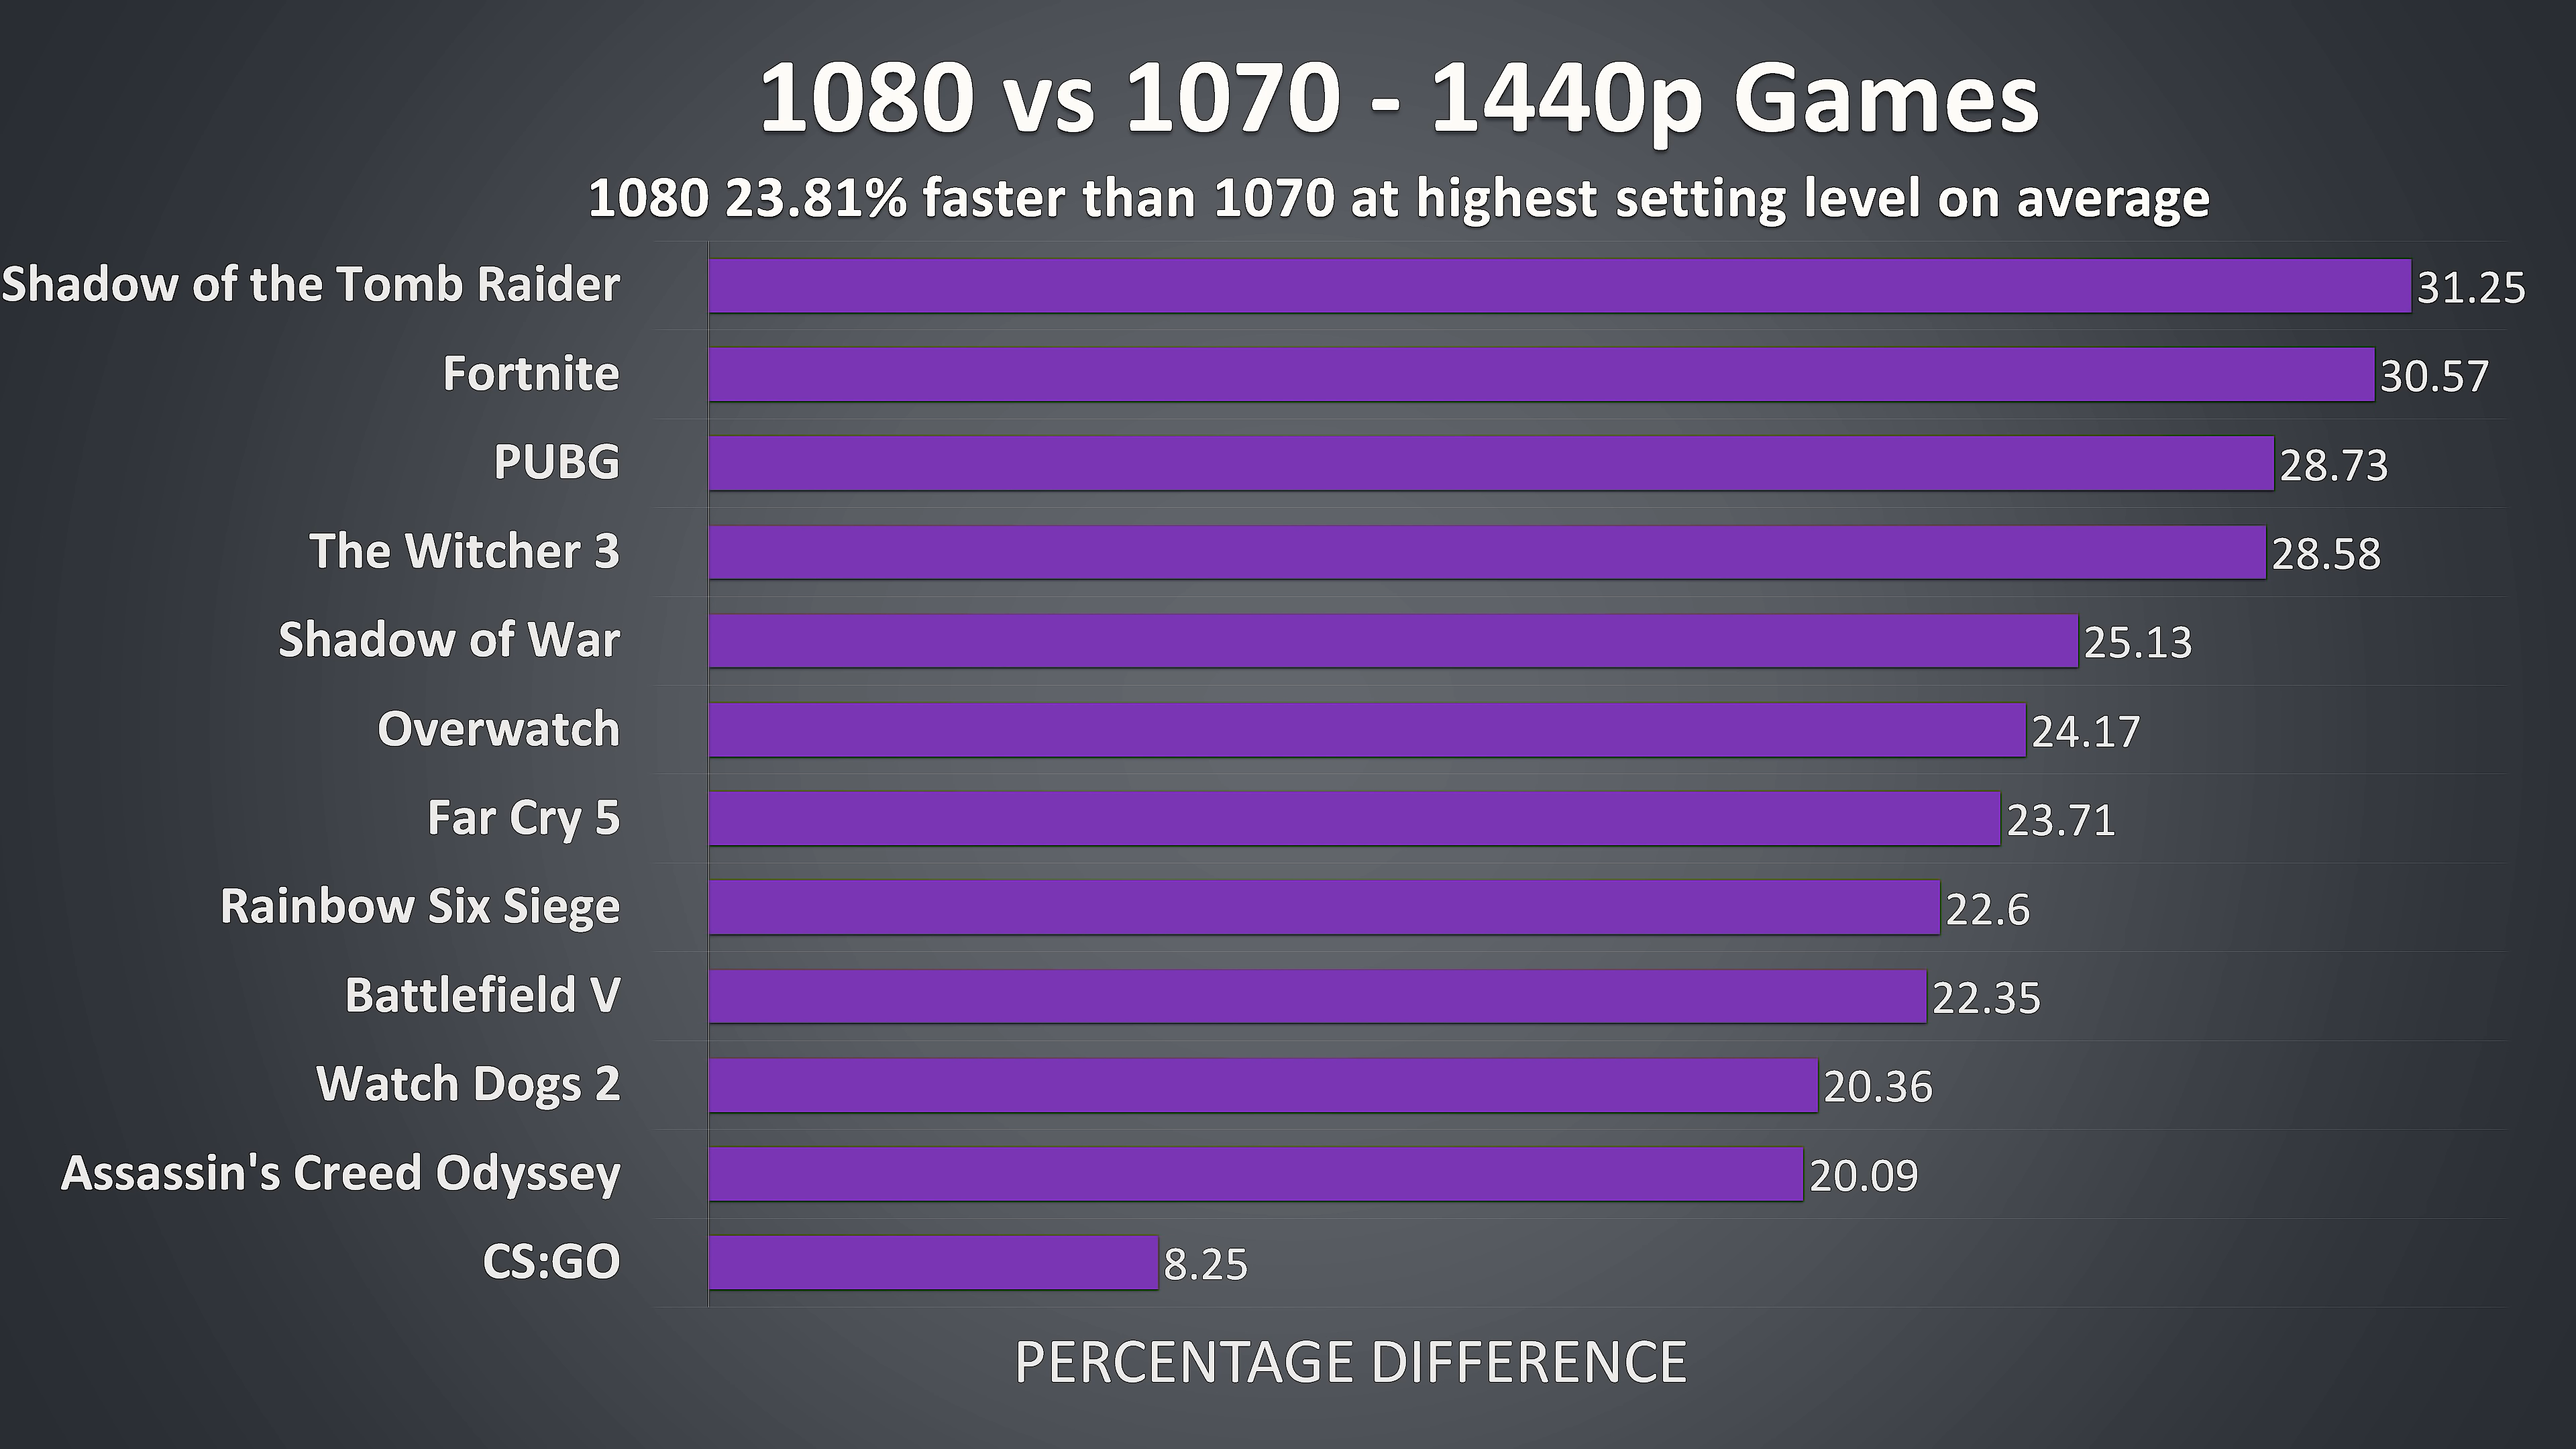 1080 vs 1070 - 1440p Games
1080 23.81% faster than 1070 at highest setting level on average
Shadow of the Tomb Raider 31.25
Fortnite 30.57
PUBG 28.73
The Witcher 3 28.58
Shadow of War 25.13
Overwatch 24.17
Far Cry 5 23.71
Rainbow Six Siege 22.6
Battlefield V 22.35
Watch Dogs 2 20.36
Assassin's Creed Odyssey 20.09
CS:GO 8.25
PERCENTAGE DIFFERENCE